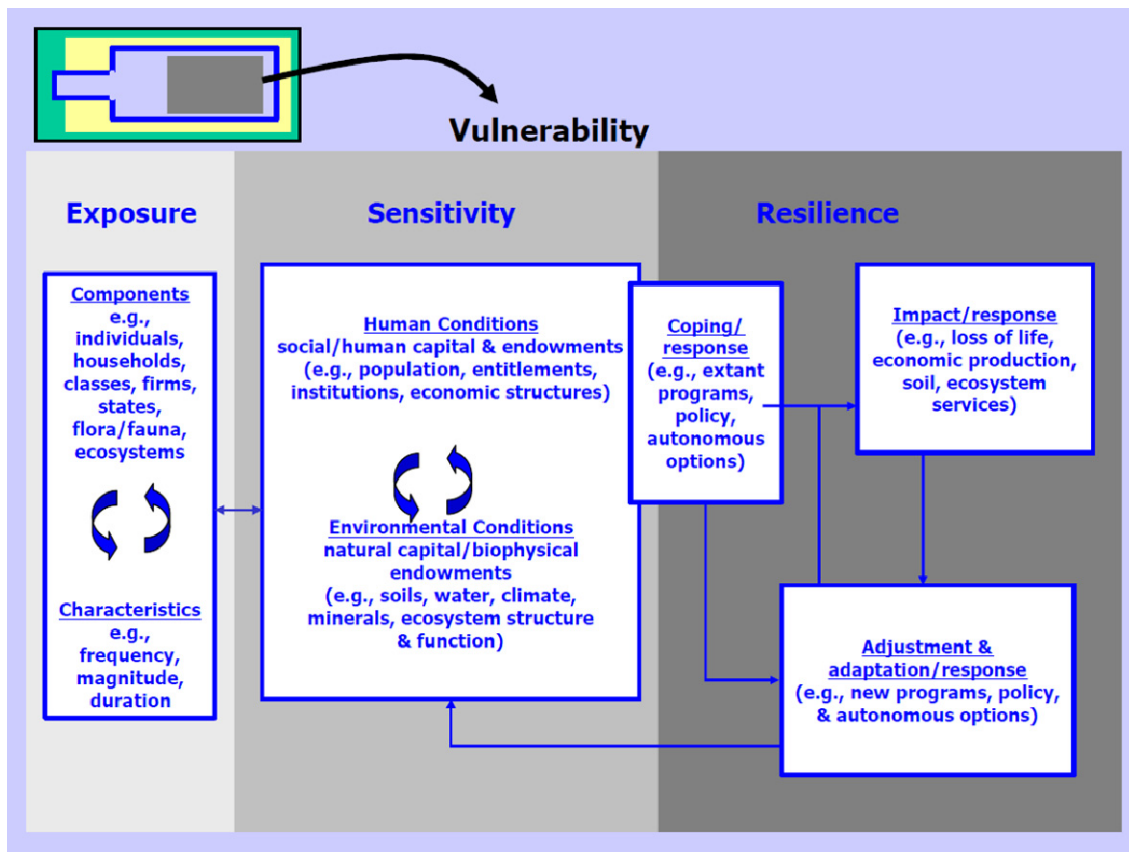 Vulnerability
Exposure
Sensitivity
Resilience
Components
e.g.,
individuals,
households,
classes, firms,
states,
flora/fauna,
ecosystems
Characteristics
e.g.,
frequency,
magnitude,
duration
Human Conditions
social/human capital & endowments
(e.g., population, entitlements,
institutions, economic structures)
Environmental Conditions
natural capital/biophysical
endowments
(e.g., soils, water, climate,
minerals, ecosystem structure
& function)
Coping/
response
(e.g., extant
programs,
policy,
autonomous
options)
Impact/response
(e.g., loss of life,
economic production,
soil, ecosystem
services)
Adjustment &
adaptation/response
(e.g., new programs, policy,
& autonomous options)